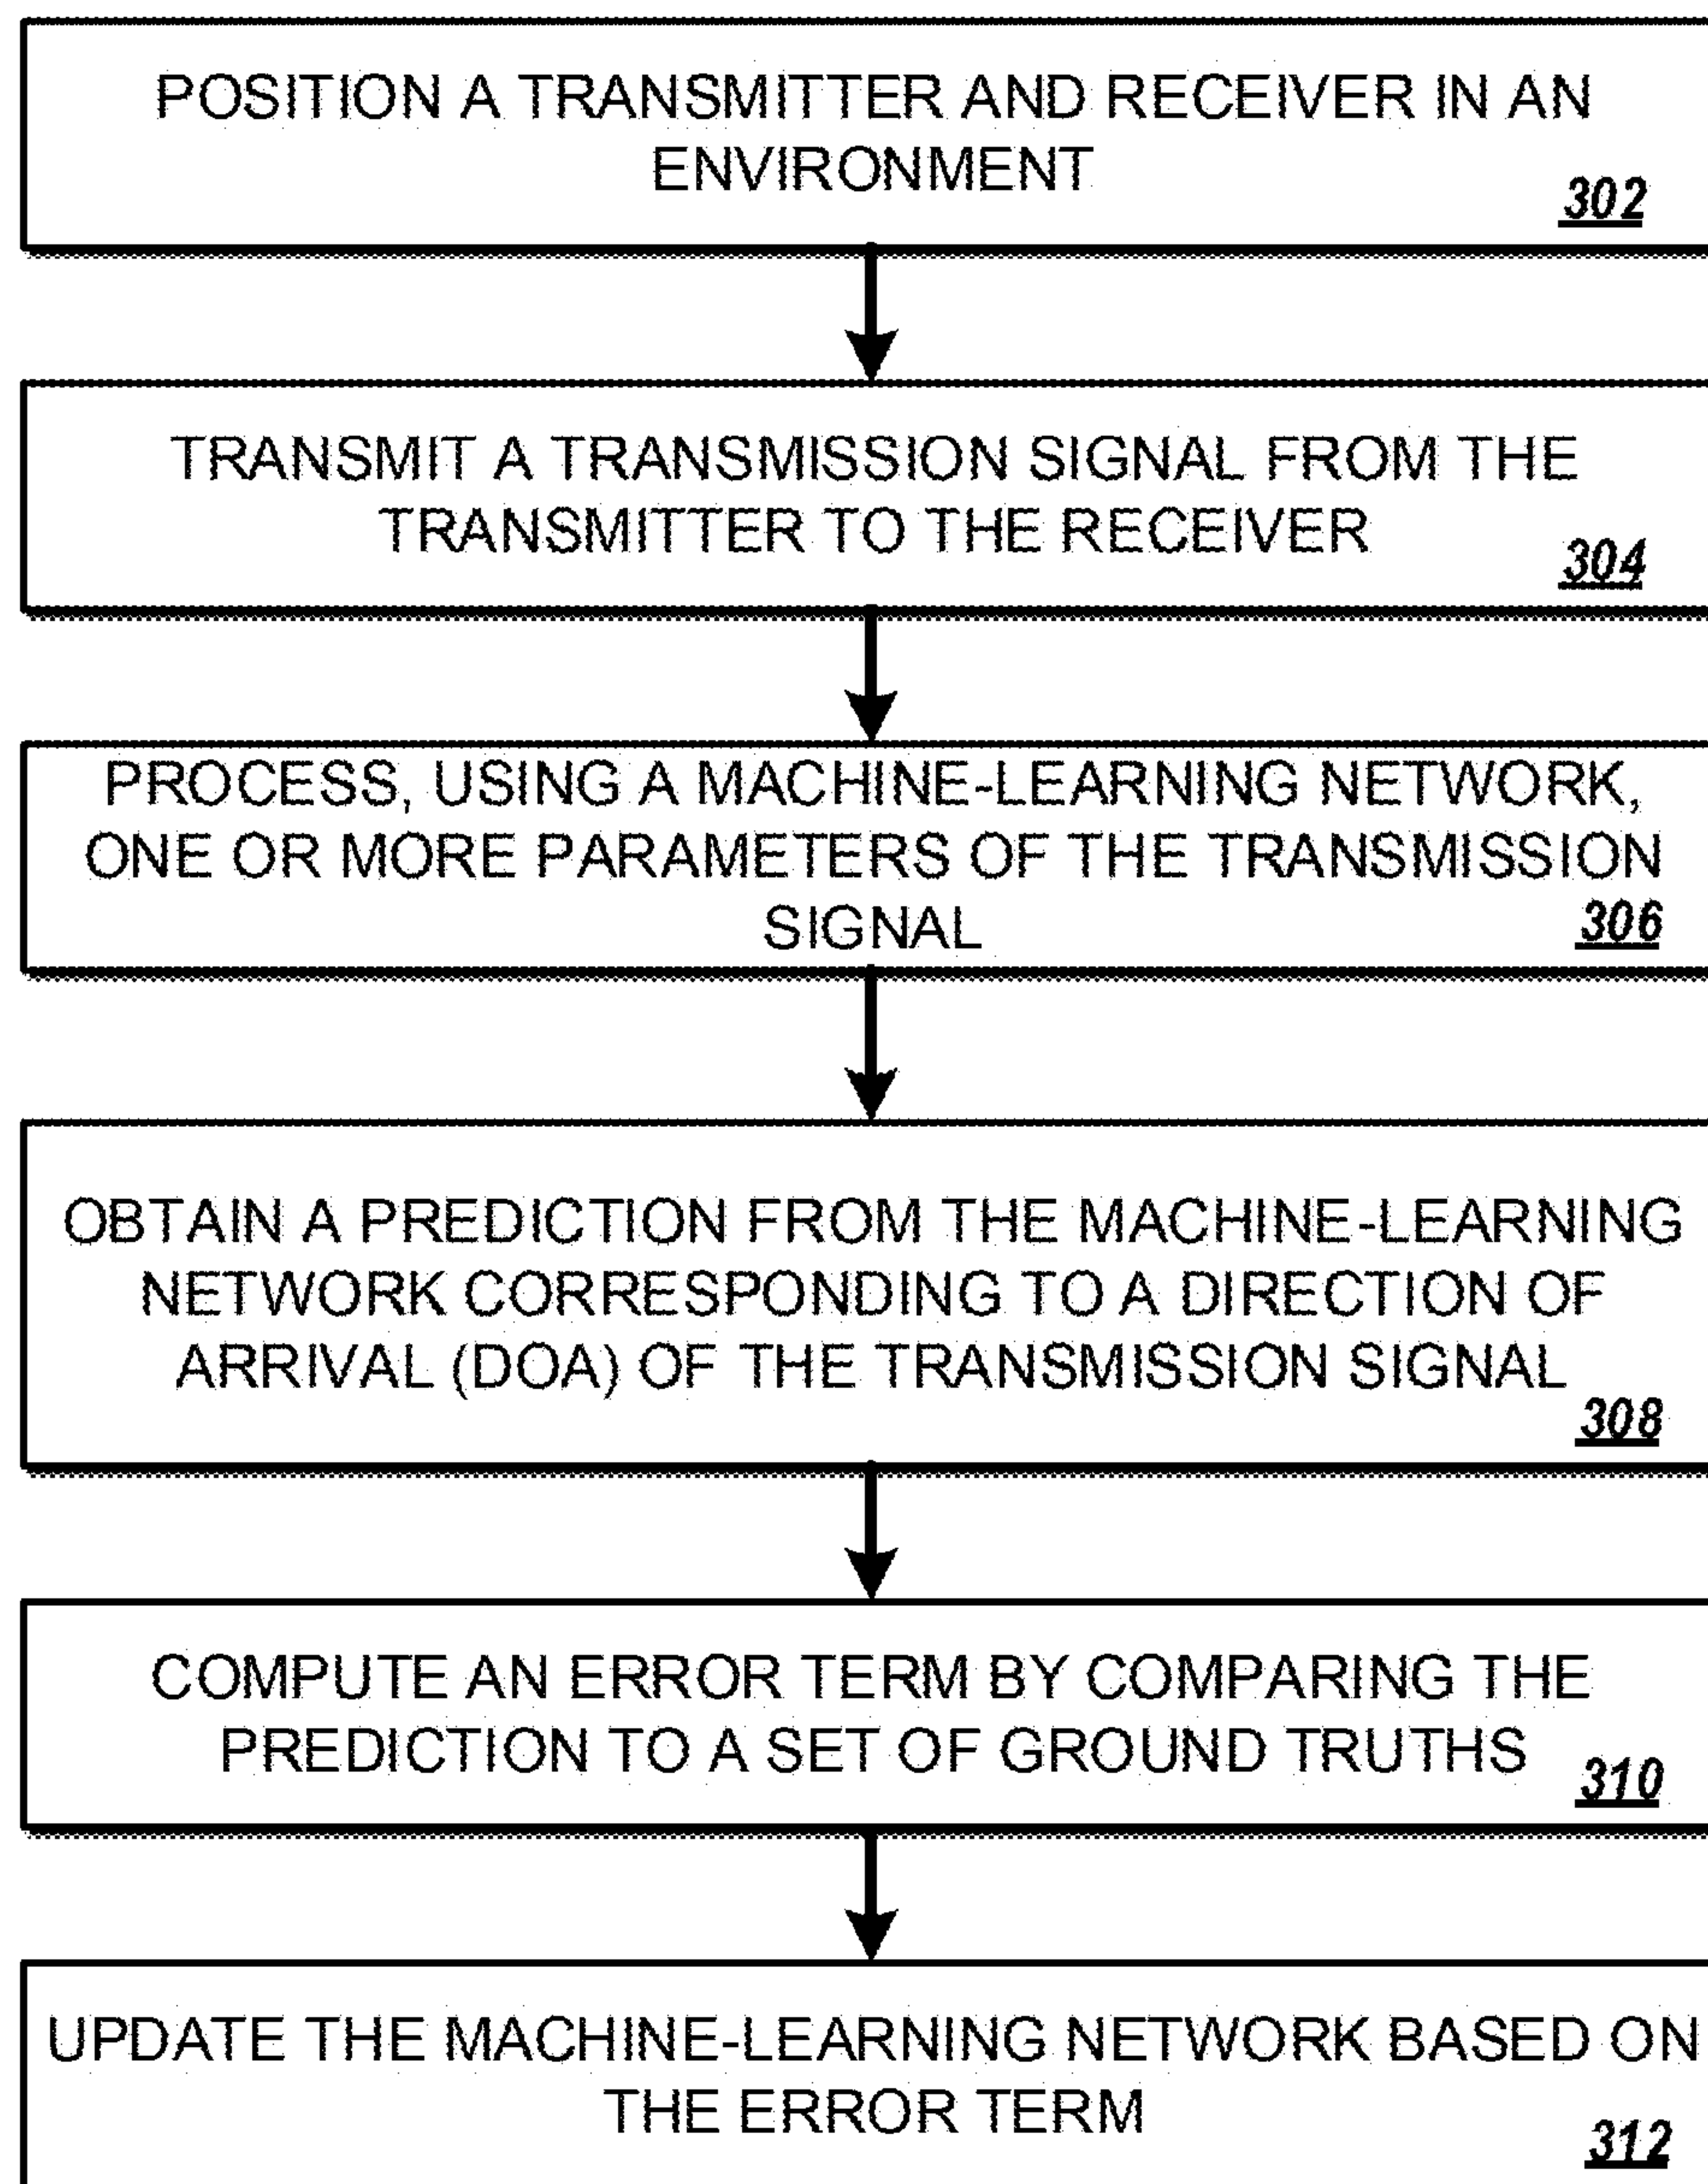 POSITION A TRANSMITTER AND RECEIVER IN AN
ENVIRONMENT
302
TRANSMIT A TRANSMISSION SIGNAL FROM THE
TRANSMITTER TO THE RECEIVER
304
PROCESS, USING A MACHINE-LEARNING NETWORK,
ONE OR MORE PARAMETERS OF THE TRANSMISSION
SIGNAL
306
OBTAIN A PREDICTION FROM THE MACHINE-LEARNING
NETWORK CORRESPONDING TO A DIRECTION OF
ARRIVAL (DOA) OF THE TRANSMISSION SIGNAL
308
COMPUTE AN ERROR TERM BY COMPARING THE
PREDICTION TO A SET OF GROUND TRUTHS
310
UPDATE THE MACHINE-LEARNING NETWORK BASED ON
THE ERROR TERM
312